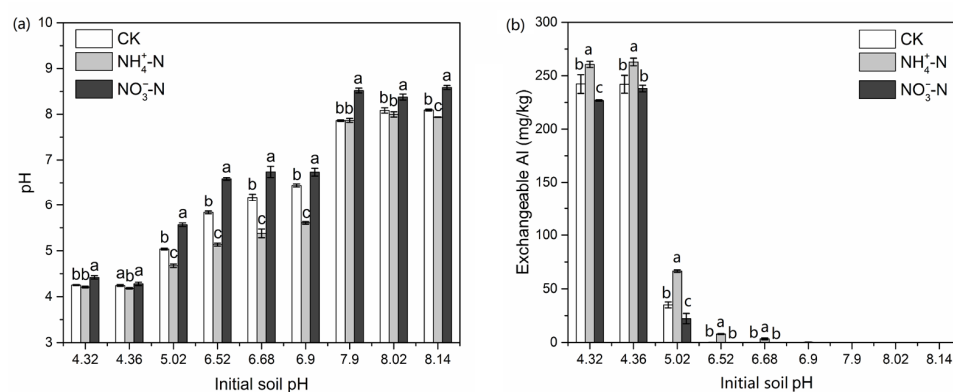 (a)
CK
NH₄⁺-N
NO₃⁻-N
pH
10
9
8
7
6
5
4
3
b b a
a b a
b c a
b c a
b c a
b c a
b b a
b b a
b c a
4.32 4.36 5.02 6.52 6.68 6.9 7.9 8.02 8.14
Initial soil pH
(b)
CK
NH₄⁺-N
NO₃⁻-N
Exchangeable Al (mg/kg)
300
250
200
150
100
50
0
b a c
b a b
b a c
b a b
b a b
4.32 4.36 5.02 6.52 6.68 6.9 7.9 8.02 8.14
Initial soil pH